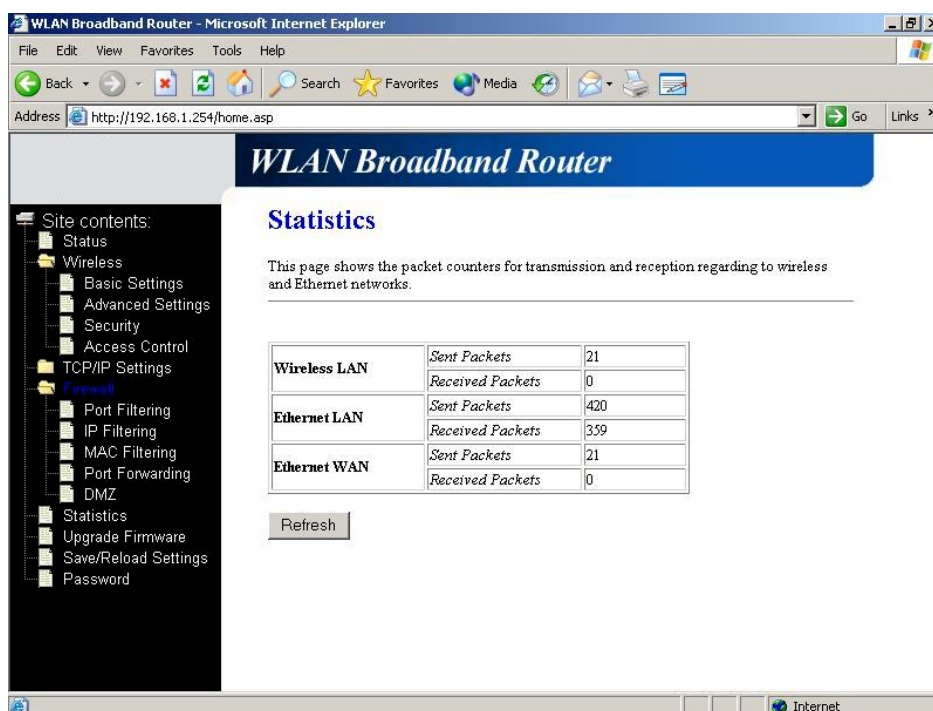 WLAN Broadband Router - Microsoft Internet Explorer
File Edit View Favorites Tools Help
Back Search Favorites Media
Address http://192.168.1.254/home.asp Go Links
WLAN Broadband Router
Site contents:
Status
Wireless
Basic Settings
Advanced Settings
Security
Access Control
TCP/IP Settings
Firewall
Port Filtering
IP Filtering
MAC Filtering
Port Forwarding
DMZ
Statistics
Upgrade Firmware
Save/Reload Settings
Password
Statistics
This page shows the packet counters for transmission and reception regarding to wireless
and Ethernet networks.
Wireless LAN Sent Packets 21
Received Packets 0
Ethernet LAN Sent Packets 420
Received Packets 359
Ethernet WAN Sent Packets 21
Received Packets 0
Refresh
Internet